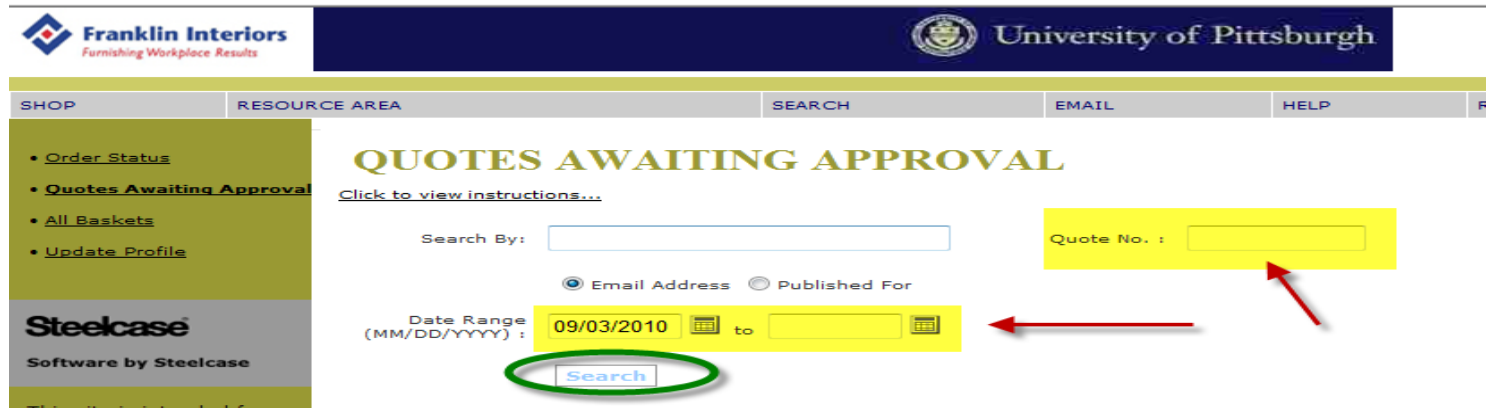 Franklin Interiors
Furnishing Workplace Results
University of Pittsburgh
SHOP RESOURCE AREA SEARCH EMAIL HELP
• Order Status
• Quotes Awaiting Approval
• All Baskets
• Update Profile
Steelcase
Software by Steelcase
QUOTES AWAITING APPROVAL
Click to view instructions...
Search By:
Quote No. :
Email Address Published For
Date Range
(MM/DD/YYYY) :
09/03/2010 to
Search